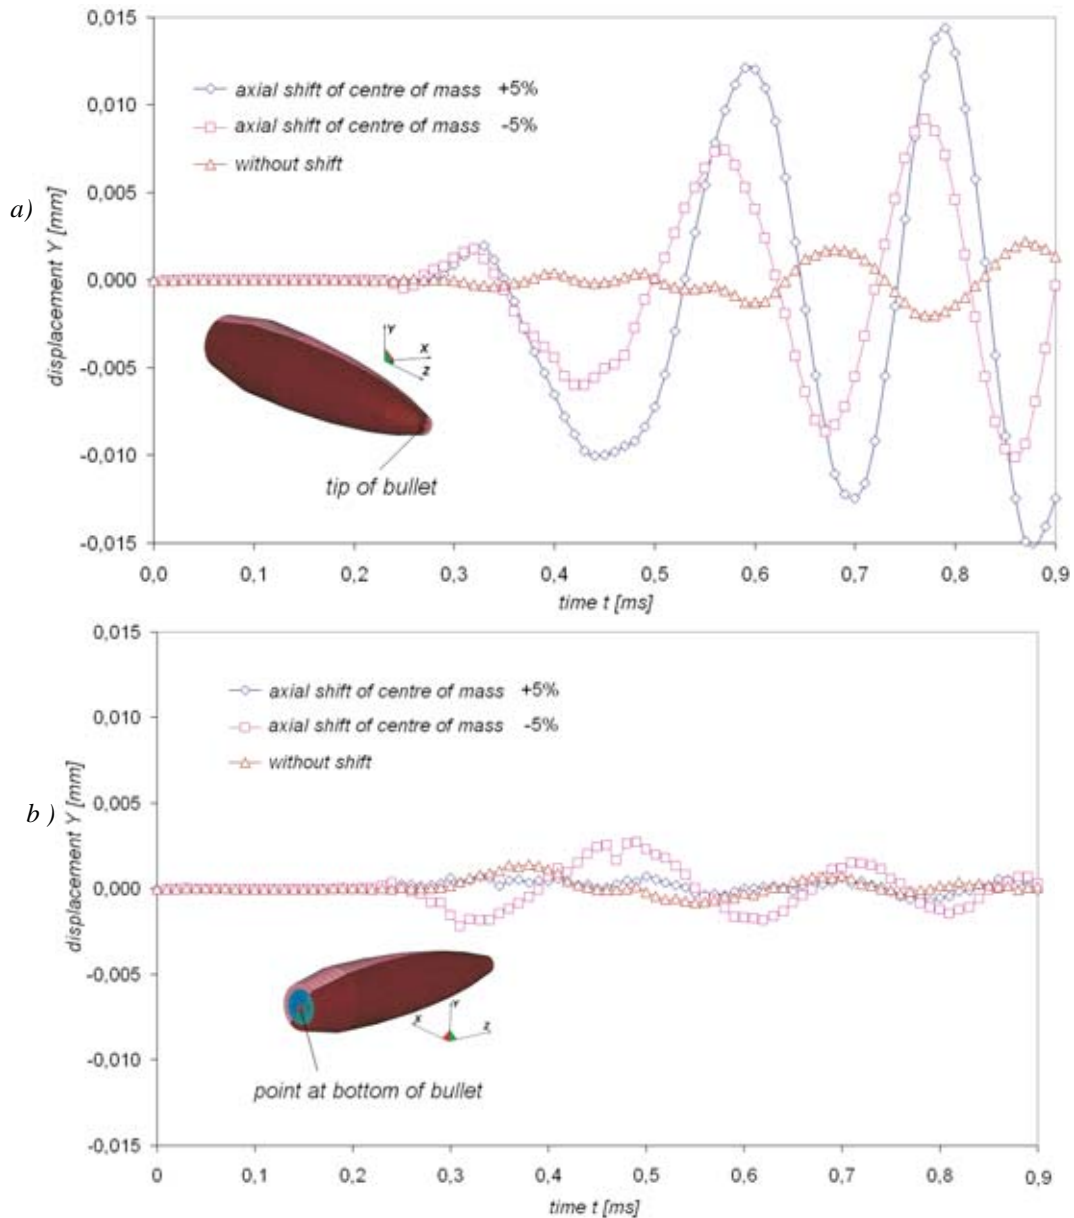 a)
displacement Y [mm]
0,015
0,010
0,005
0,000
-0,005
-0,010
-0,015
axial shift of centre of mass +5%
axial shift of centre of mass -5%
without shift
Y
X
Z
tip of bullet
0,0 0,1 0,2 0,3 0,4 0,5 0,6 0,7 0,8 0,9
time t [ms]
b )
displacement Y [mm]
0,015
0,010
0,005
0,000
-0,005
-0,010
-0,015
axial shift of centre of mass +5%
axial shift of centre of mass -5%
without shift
X
Y
Z
point at bottom of bullet
0 0,1 0,2 0,3 0,4 0,5 0,6 0,7 0,8 0,9
time t [ms]